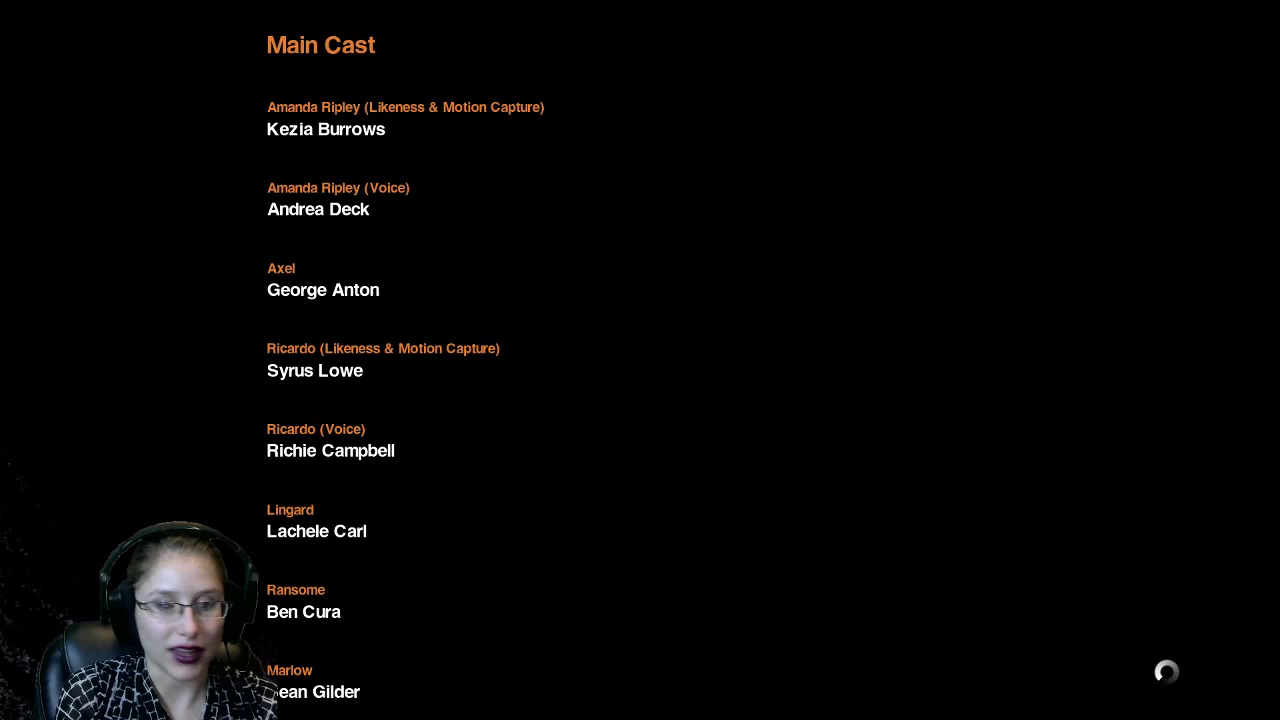 Main Cast
Amanda Ripley (Likeness & Motion Capture)
Kezia Burrows
Amanda Ripley (Voice)
Andrea Deck
Axel
George Anton
Ricardo (Likeness & Motion Capture)
Syrus Lowe
Ricardo (Voice)
Richie Campbell
Lingard
Lachele Carl
Ransome
Ben Cura
Marlow
Gilder